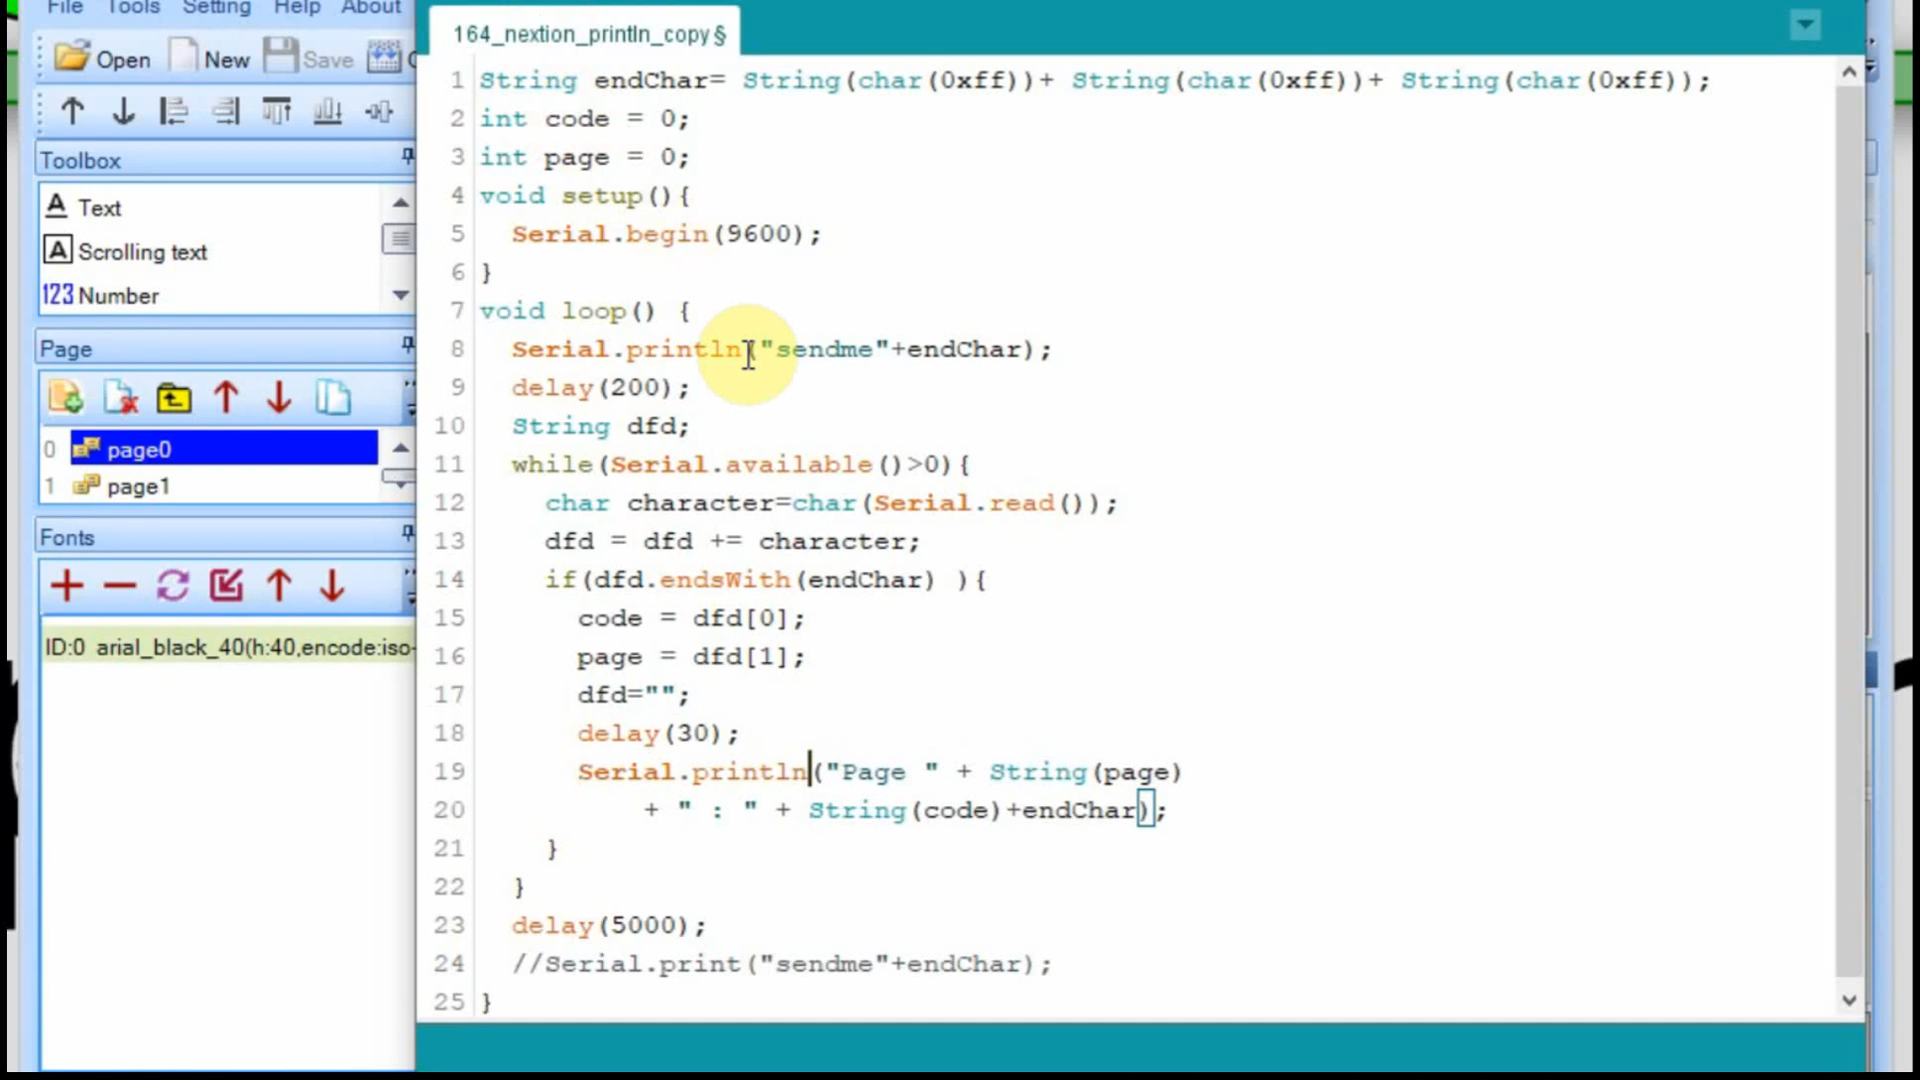 File Tools Setting Help About
Open New Save
Toolbox
Text
Scrolling text
123 Number
Page
0 page0
1 page1
Fonts
ID:0 arial_black_40(h:40,encode:iso-
164_nextion_println_copy§
1 String endChar= String(char(0xff))+ String(char(0xff))+ String(char(0xff));
2 int code = 0;
3 int page = 0;
4 void setup(){
5 Serial.begin(9600);
6 }
7 void loop() {
8 Serial.println("sendme"+endChar);
9 delay(200);
10 String dfd;
11 while(Serial.available()>0){
12 char character=char(Serial.read());
13 dfd = dfd += character;
14 if(dfd.endsWith(endChar) ){
15 code = dfd[0];
16 page = dfd[1];
17 dfd="";
18 delay(30);
19 Serial.println("Page " + String(page)
20 + " : " + String(code)+endChar);
21 }
22 }
23 delay(5000);
24 //Serial.print("sendme"+endChar);
25 }